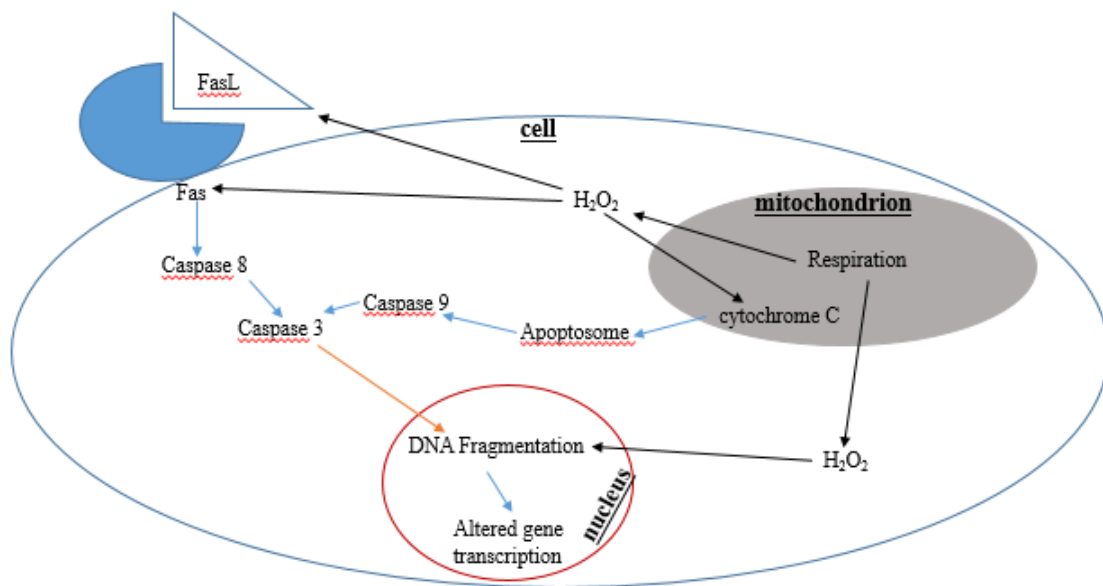 FasL
cell
Fas
H₂O₂
mitochondrion
Respiration
Caspase 8
Caspase 9
cytochrome C
Caspase 3
Apoptosome
DNA Fragmentation
H₂O₂
nucleus
Altered gene
transcription